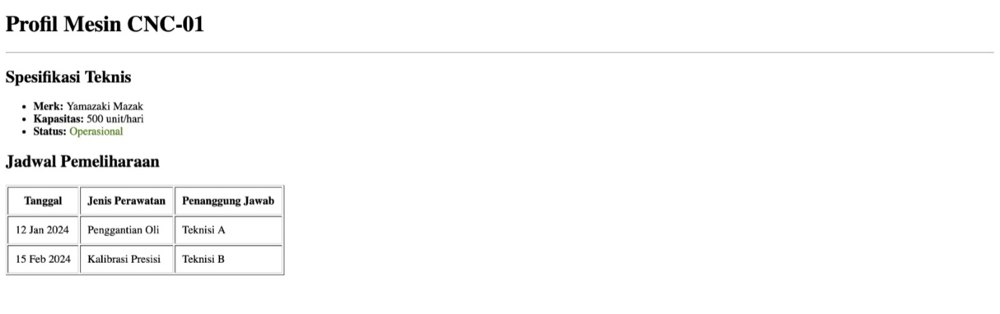 Profil Mesin CNC-01
Spesifikasi Teknis
• Merk: Yamazaki Mazak
• Kapasitas: 500 unit/hari
• Status: Operasional
Jadwal Pemeliharaan
Tanggal Jenis Perawatan Penanggung Jawab
12 Jan 2024 Penggantian Oli Teknisi A
15 Feb 2024 Kalibrasi Presisi Teknisi B